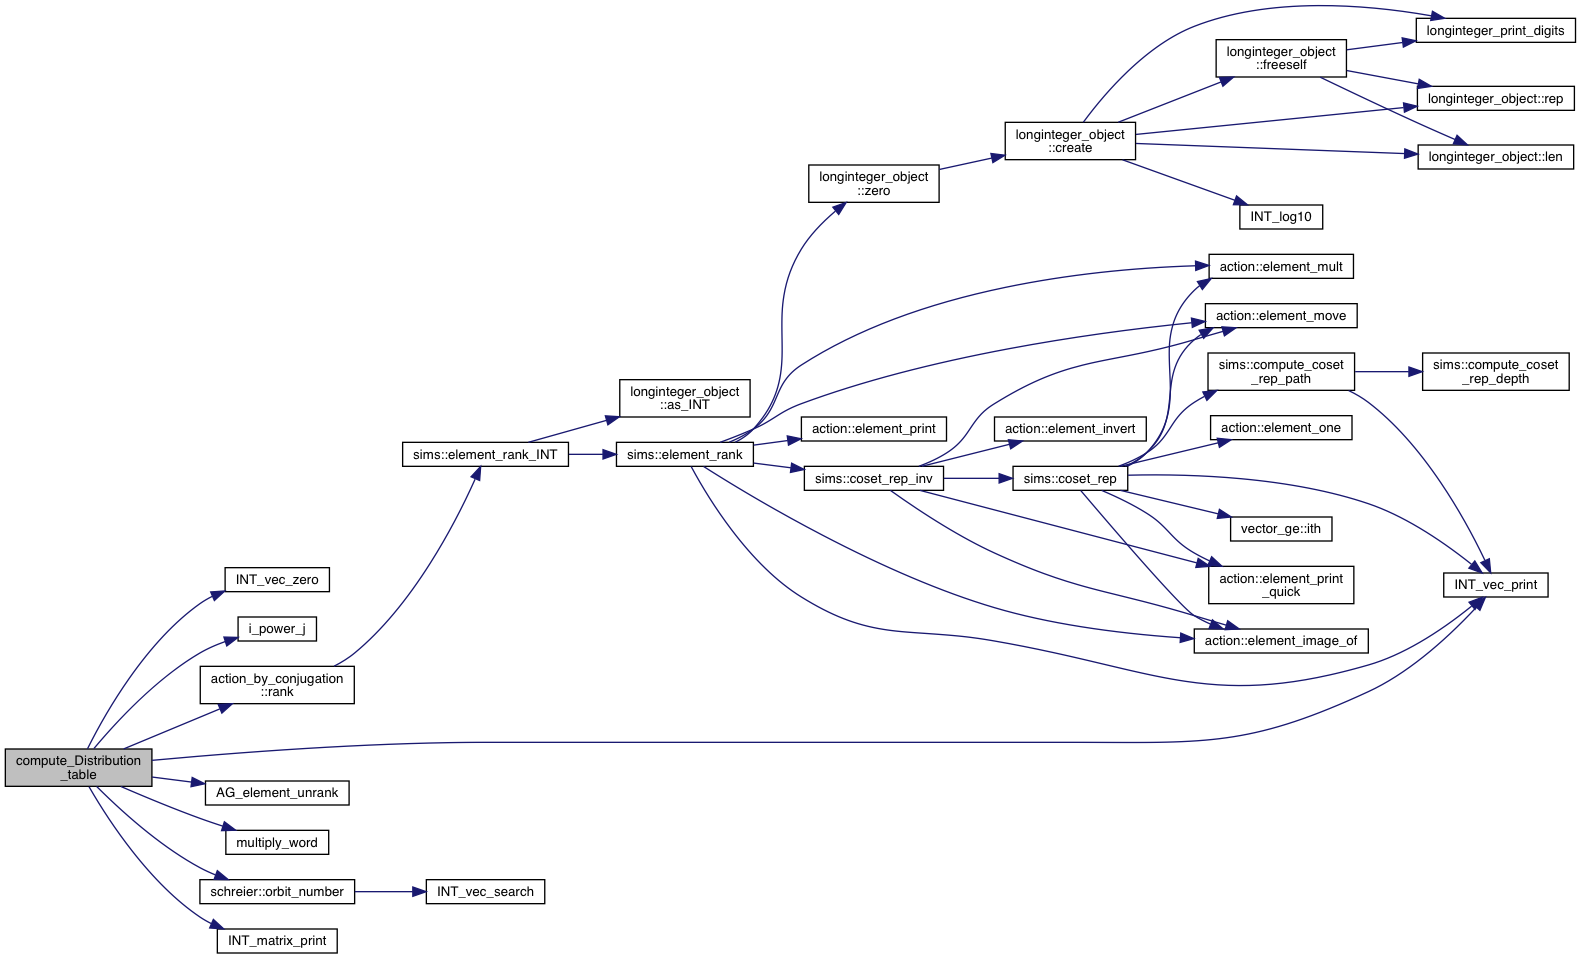 longinteger_print_digits
longinteger_object
::freeself
longinteger_object::rep
longinteger_object
::create
longinteger_object::len
longinteger_object
::zero
INT_log10
action::element_mult
action::element_move
sims::compute_coset
_rep_path
sims::compute_coset
_rep_depth
longinteger_object
::as_INT
action::element_print
action::element_invert
action::element_one
sims::element_rank_INT
sims::element_rank
sims::coset_rep_inv
sims::coset_rep
vector_ge::ith
INT_vec_zero
action::element_print
_quick
INT_vec_print
i_power_j
action::element_image_of
action_by_conjugation
::rank
compute_Distribution
_table
AG_element_unrank
multiply_word
schreier::orbit_number
INT_vec_search
INT_matrix_print